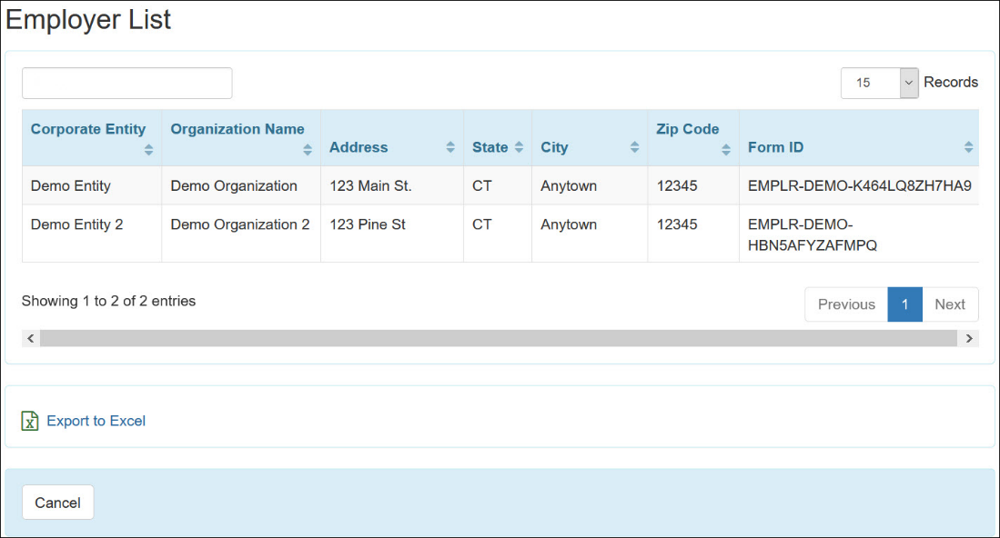 Employer List
15 Records
Corporate Entity Organization Name Address State City Zip Code Form ID
Demo Entity Demo Organization 123 Main St. CT Anytown 12345 EMPLR-DEMO-K464LQ8ZH7HA9
Demo Entity 2 Demo Organization 2 123 Pine St CT Anytown 12345 EMPLR-DEMO-
HBN5AFYZAFMPQ
Showing 1 to 2 of 2 entries Previous 1 Next
Export to Excel
Cancel